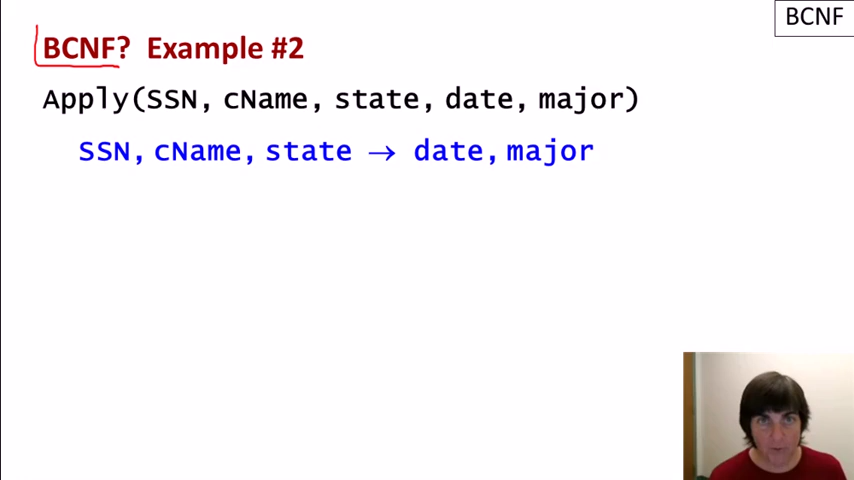 BCNF
BCNF? Example #2
Apply(SSN, cName, state, date, major)
SSN, cName, state → date, major